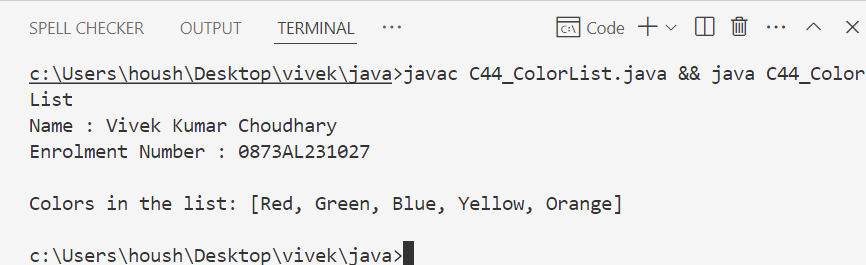 SPELL CHECKER OUTPUT TERMINAL ... Code
c:\Users\housh\Desktop\vivek\java>javac C44_ColorList.java && java C44_Color
List
Name : Vivek Kumar Choudhary
Enrolment Number : 0873AL231027
Colors in the list: [Red, Green, Blue, Yellow, Orange]
c:\Users\housh\Desktop\vivek\java>